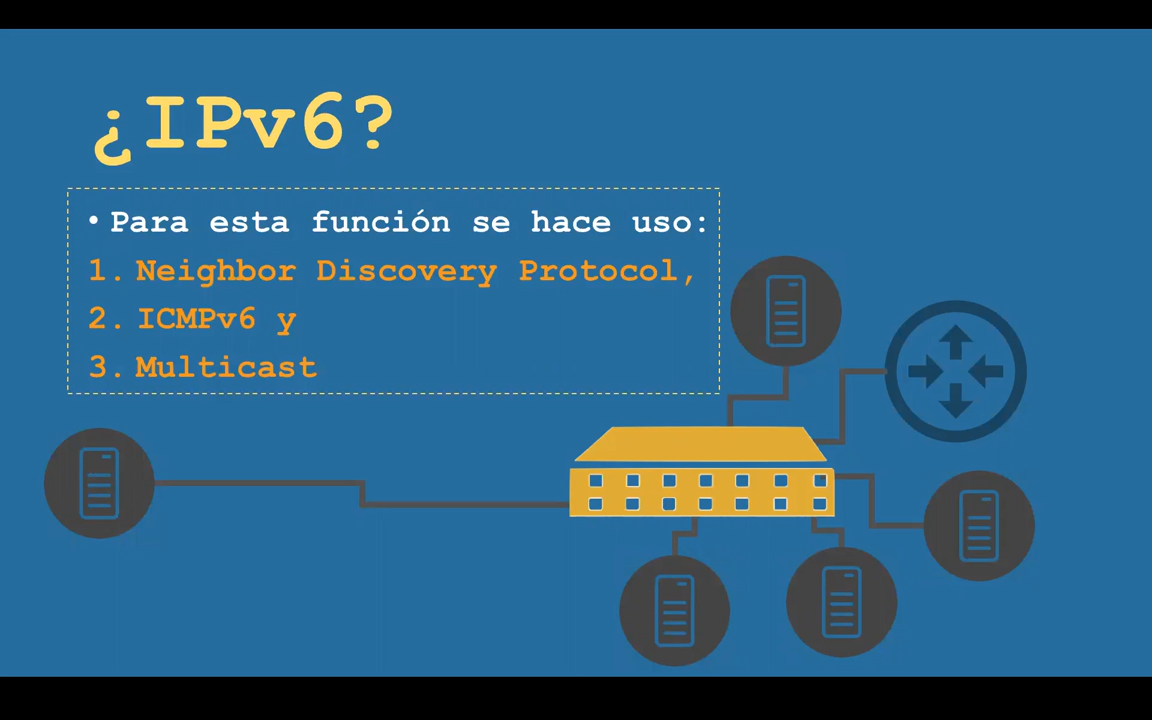 ¿IPv6?
• Para esta función se hace uso:
1. Neighbor Discovery Protocol,
2. ICMPv6 y
3. Multicast